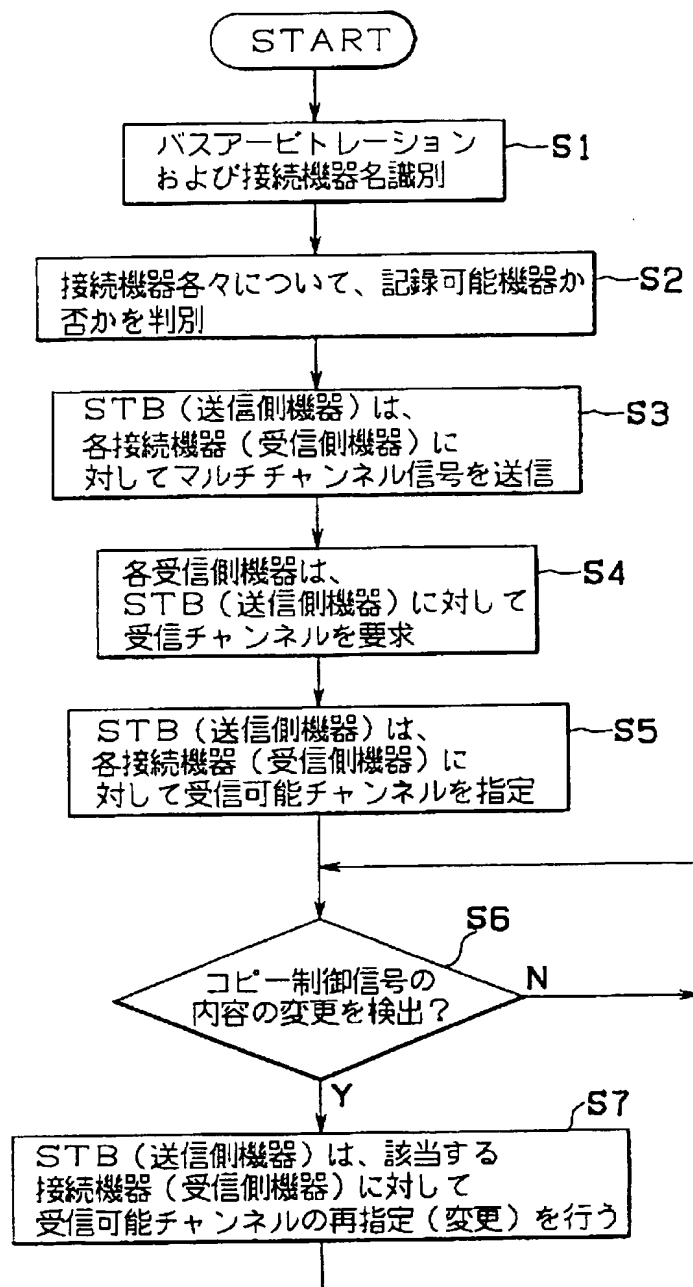 START
バスアービトレーション
および接続機器名識別
S1
接続機器各々について、記録可能機器か
否かを判別
S2
STB(送信側機器)は、
各接続機器(受信側機器)に
対してマルチチャンネル信号を送信
S3
各受信側機器は、
STB(送信側機器)に対して
受信チャンネルを要求
S4
STB(送信側機器)は、
各接続機器(受信側機器)に
対して受信可能チャンネルを指定
S5
S6
コピー制御信号の
内容の変更を検出?
N
Y
S7
STB(送信側機器)は、該当する
接続機器(受信側機器)に対して
受信可能チャンネルの再指定(変更)を行う